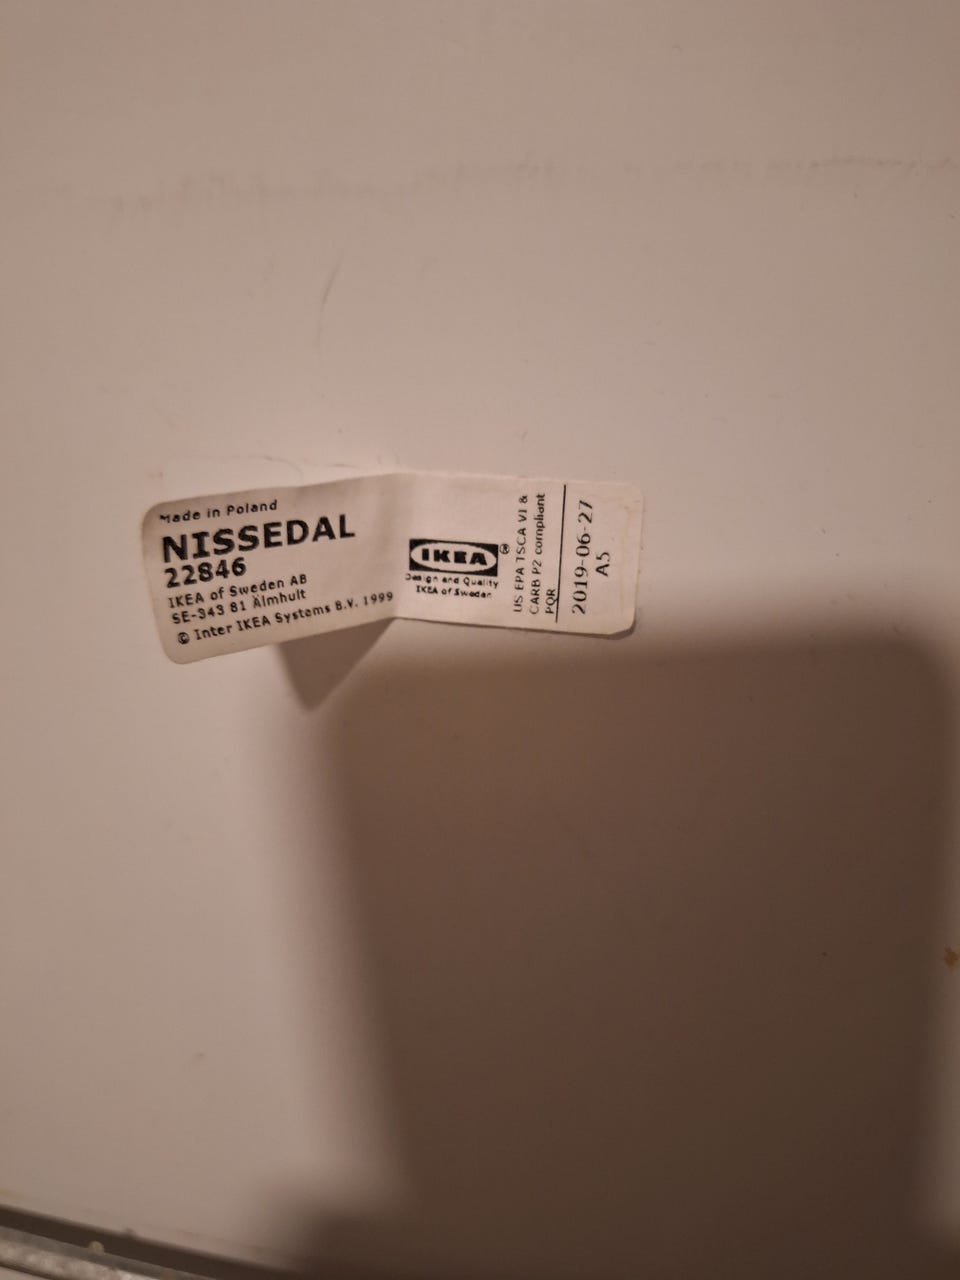 Made in Poland
NISSEDAL
22846
IKEA of Sweden AB
SE-343 81 Älmhult
© Inter IKEA Systems B.V. 1999
IKEA®
Design and Quality
IKEA of Sweden
US EPA TSCA VI &
CARB P2 compliant
PQR
2019-06-27
A5